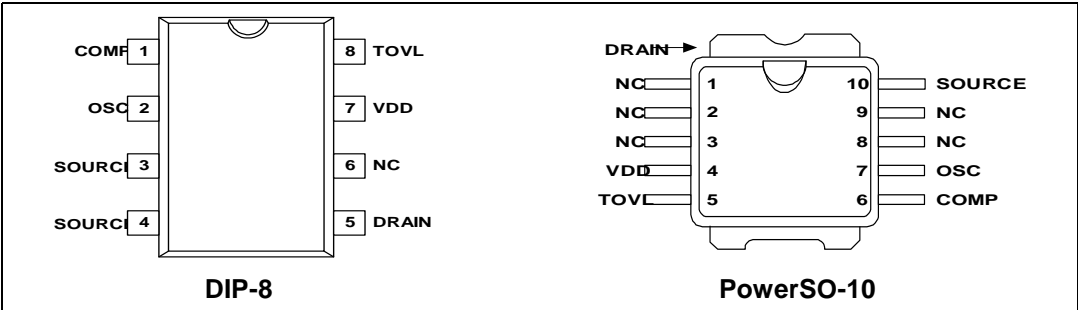 COMP 1 8 TOVL
OSC 2 7 VDD
SOURCE 3 6 NC
SOURCE 4 5 DRAIN
DIP-8
DRAIN
NC 1 10 SOURCE
NC 2 9 NC
NC 3 8 NC
VDD 4 7 OSC
TOVL 5 6 COMP
PowerSO-10